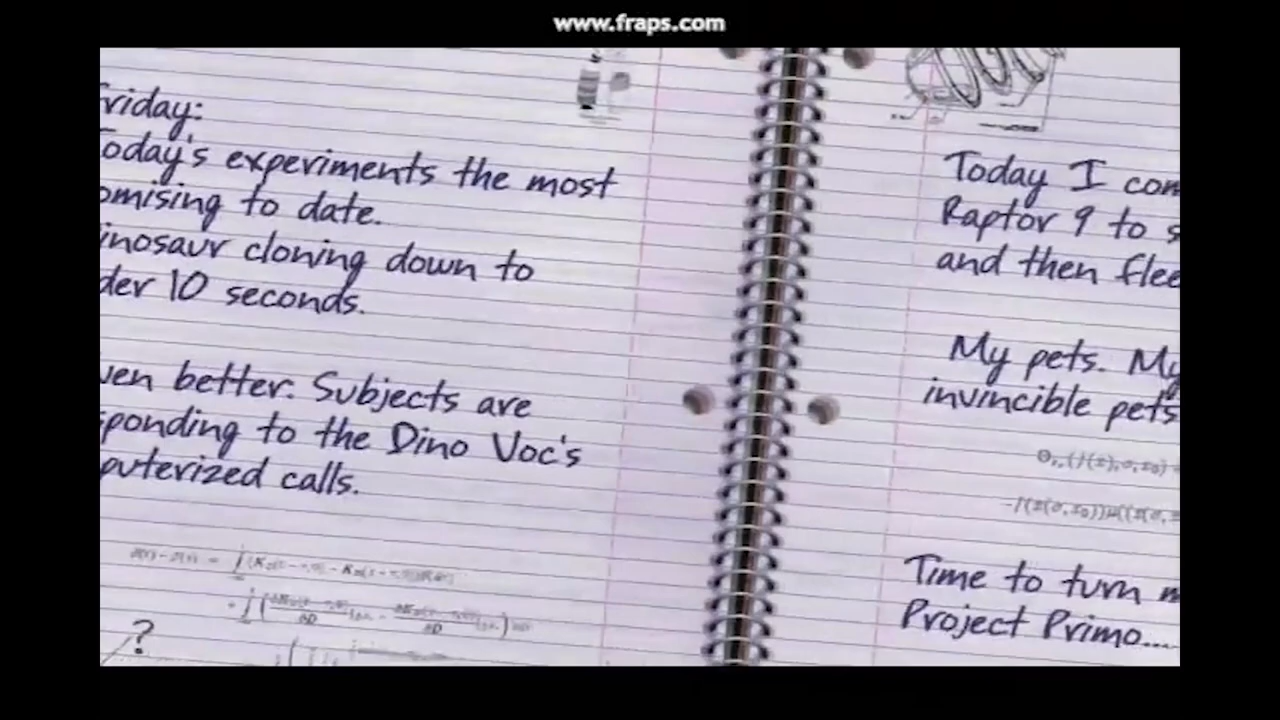 www.fraps.com
riday:
oday's experiments the most
omising to date.
inosaur cloning down to
der 10 seconds.
ven better. Subjects are
ponding to the Dino Voc's
puterized calls.
?
Today I com
Raptor 9 to s
and then flee
My pets. My
invincible pets
Time to turn m
Project Primo....